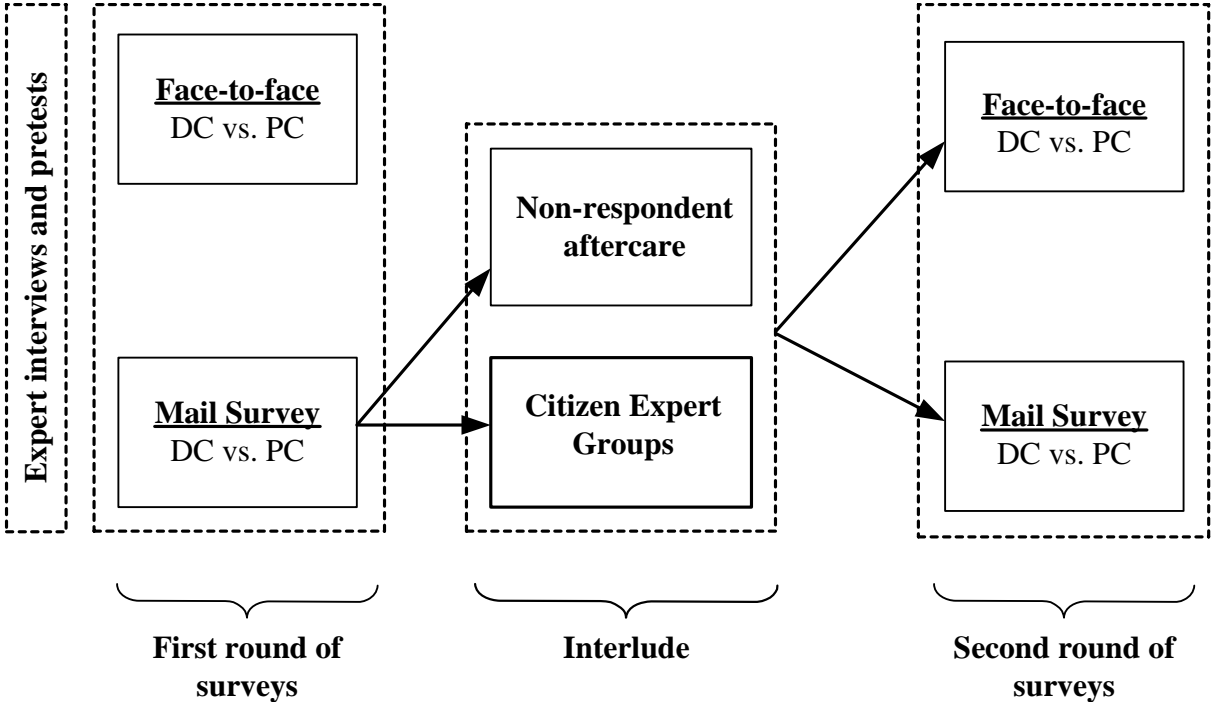 Expert interviews and pretests
Face-to-face
DC vs. PC
Mail Survey
DC vs. PC
First round of
surveys
Non-respondent
aftercare
Citizen Expert
Groups
Interlude
Face-to-face
DC vs. PC
Mail Survey
DC vs. PC
Second round of
surveys